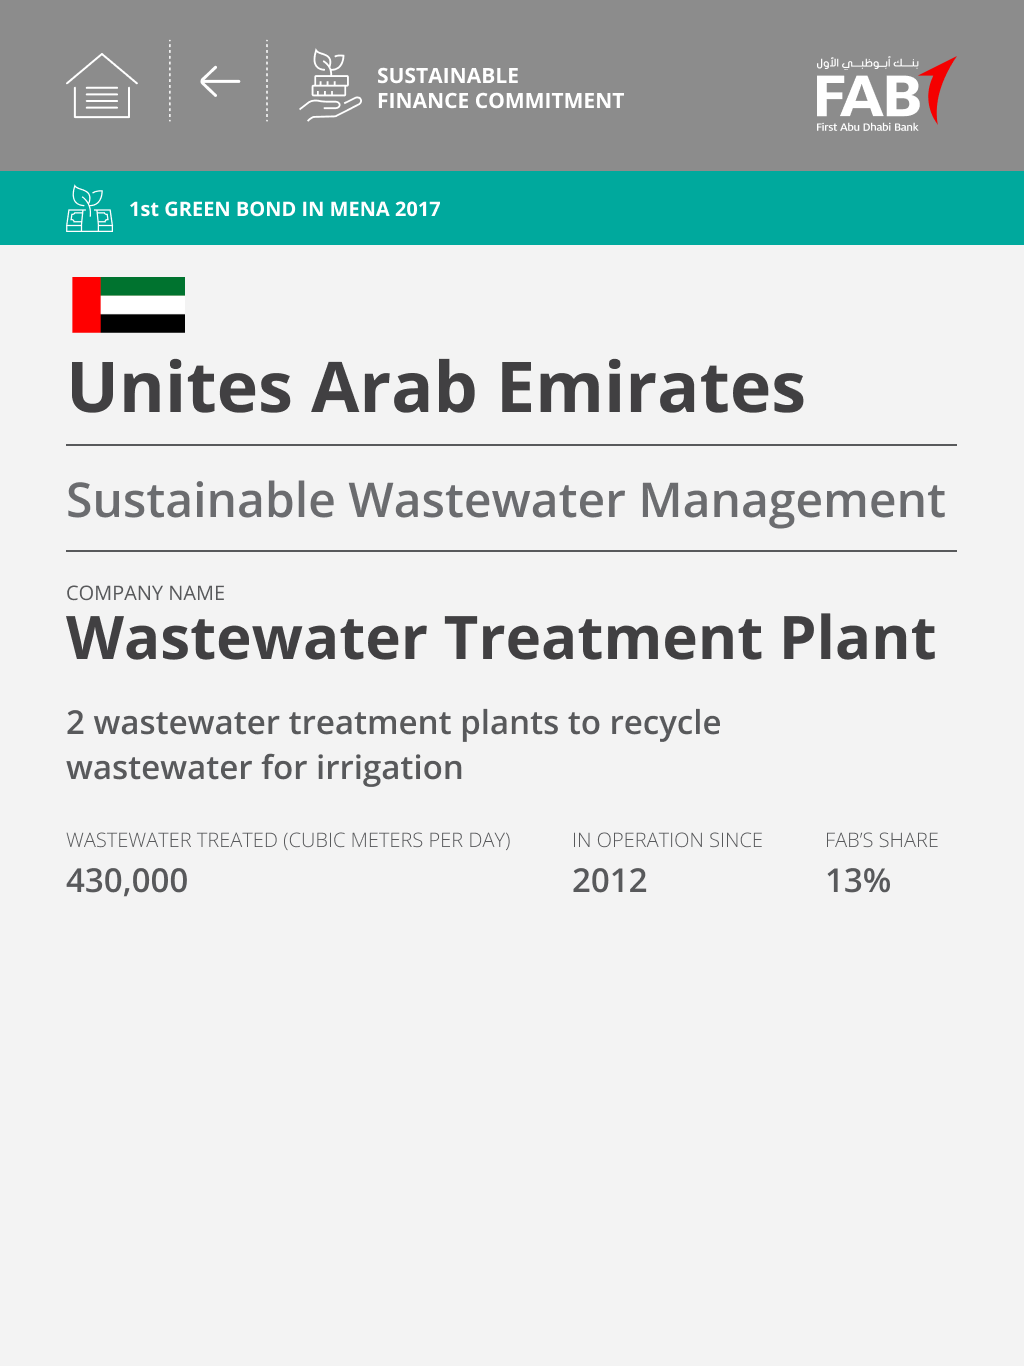 SUSTAINABLE
FINANCE COMMITMENT
بنك أبوظبي الأول
FAB
First Abu Dhabi Bank
1st GREEN BOND IN MENA 2017
Unites Arab Emirates
Sustainable Wastewater Management
COMPANY NAME
Wastewater Treatment Plant
2 wastewater treatment plants to recycle
wastewater for irrigation
WASTEWATER TREATED (CUBIC METERS PER DAY) IN OPERATION SINCE FAB’S SHARE
430,000 2012 13%